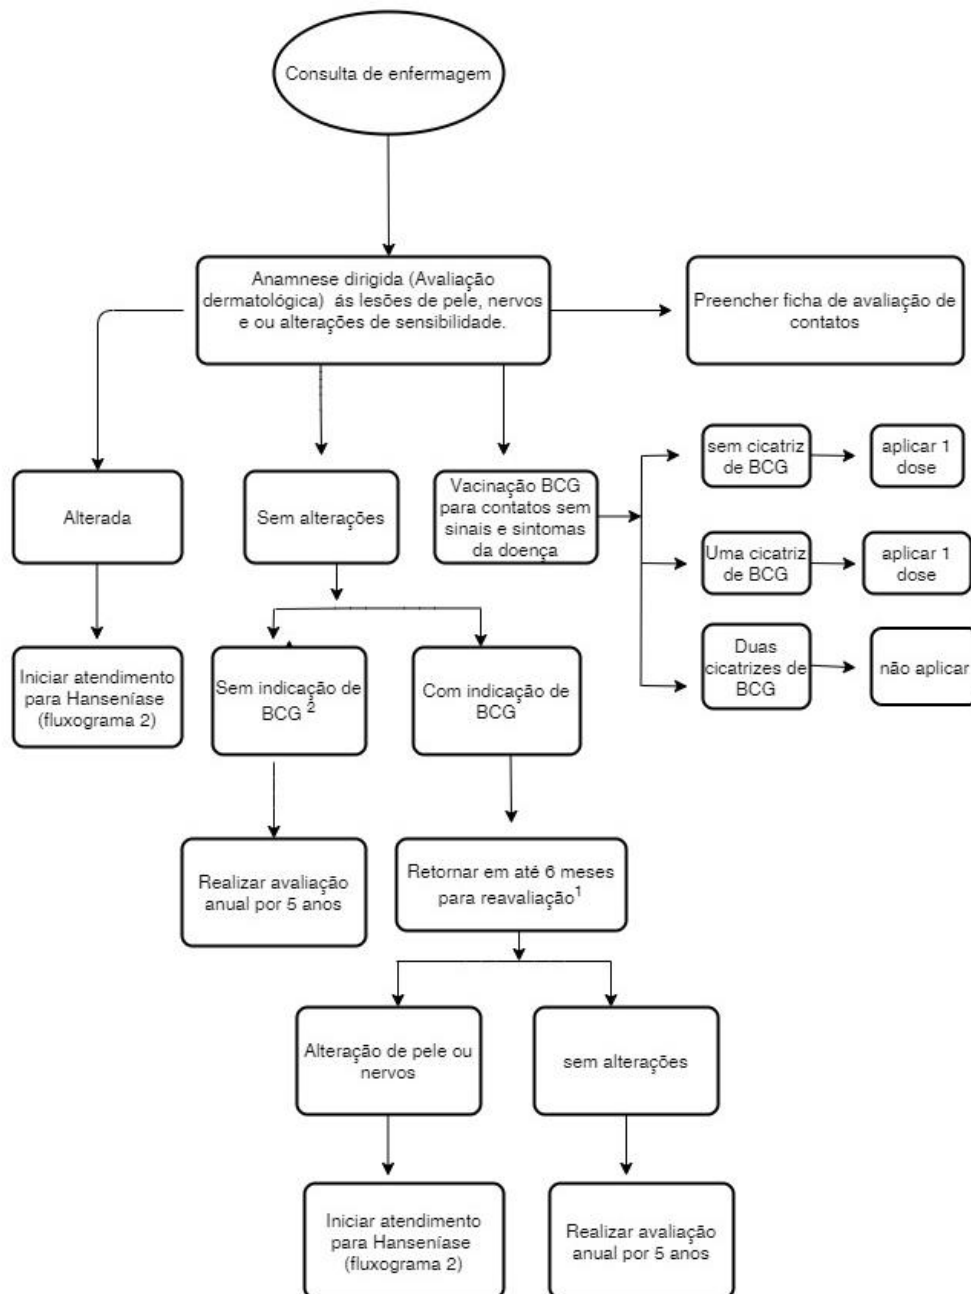 Consulta de enfermagem
Anamnese dirigida (Avaliação
dermatológica) ás lesões de pele, nervos
e ou alterações de sensibilidade.
Preencher ficha de avaliação de
contatos
Alterada
Sem alterações
Vacinação BCG
para contatos sem
sinais e sintomas
da doença
sem cicatriz
de BCG
aplicar 1
dose
Uma cicatriz
de BCG
aplicar 1
dose
Duas
cicatrizes de
BCG
não aplicar
Iniciar atendimento
para Hanseníase
(fluxograma 2)
Sem indicação de
BCG 2
Com indicação de
BCG
Realizar avaliação
anual por 5 anos
Retornar em até 6 meses
para reavaliação1
Alteração de pele ou
nervos
sem alterações
Iniciar atendimento
para Hanseníase
(fluxograma 2)
Realizar avaliação
anual por 5 anos